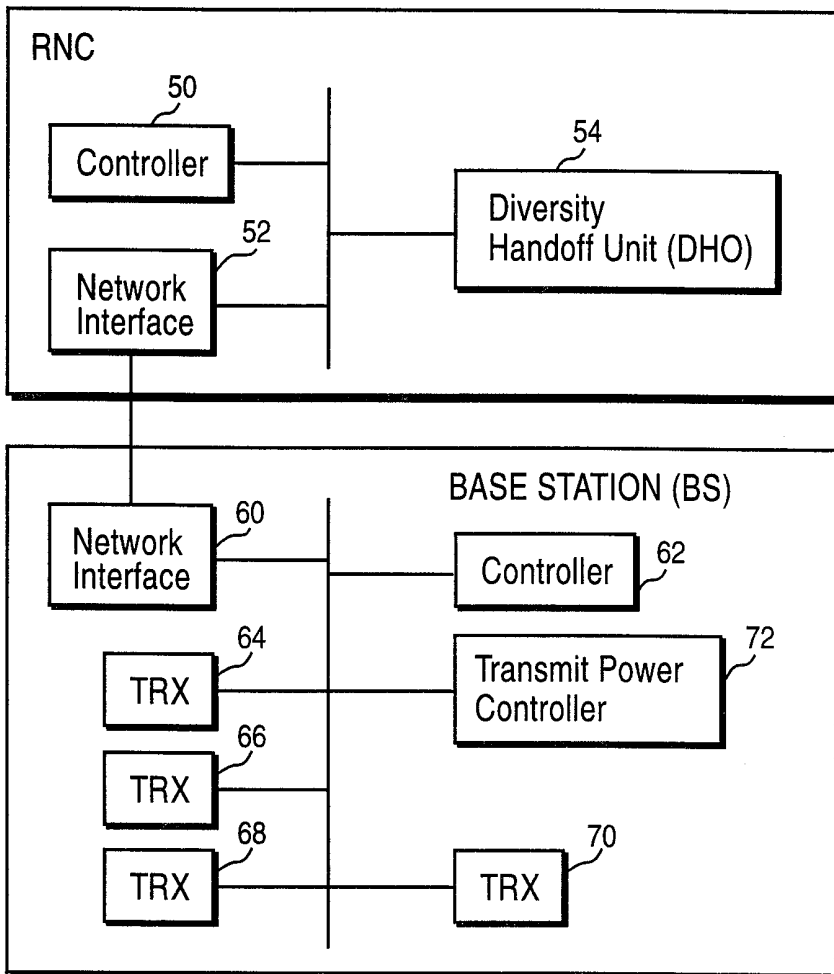 RNC
50
Controller
54
Diversity
Handoff Unit (DHO)
52
Network
Interface
BASE STATION (BS)
60
Network
Interface
Controller
62
64
TRX
72
Transmit Power
Controller
66
TRX
68
TRX
70
TRX